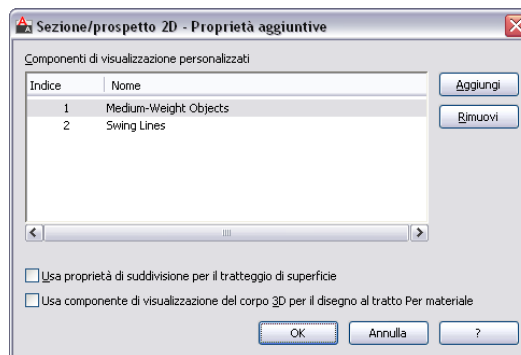 Sezione/prospetto 2D - Proprietà aggiuntive
Componenti di visualizzazione personalizzati
Indice Nome
1 Medium-Weight Objects
2 Swing Lines
Aggiungi
Rimuovi
Usa proprietà di suddivisione per il tratteggio di superficie
Usa componente di visualizzazione del corpo 3D per il disegno al tratto Per materiale
OK Annulla ?